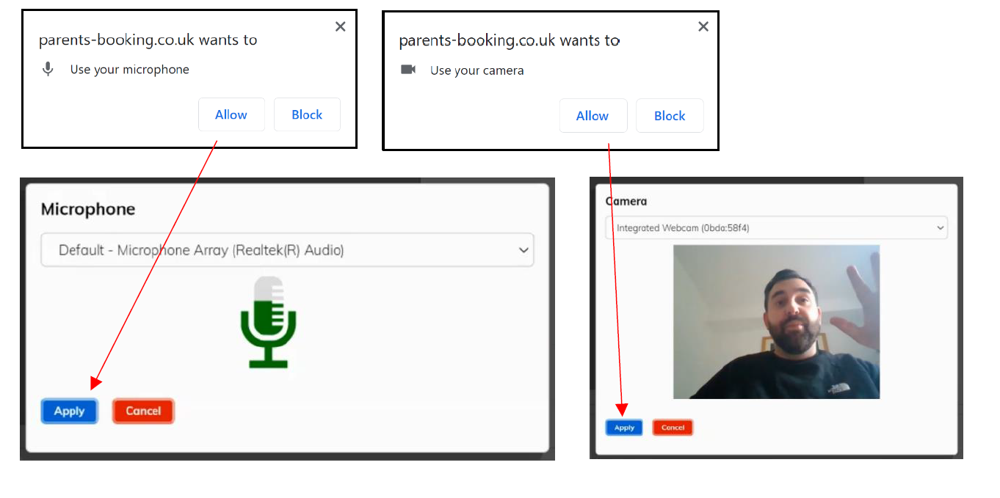 parents-booking.co.uk wants to
Use your microphone
Allow
Block
parents-booking.co.uk wants to
Use your camera
Allow
Block
Microphone
Default - Microphone Array (Realtek(R) Audio)
Apply
Cancel
Camera
Integrated Webcam (0bda:58f4)
Apply
Cancel